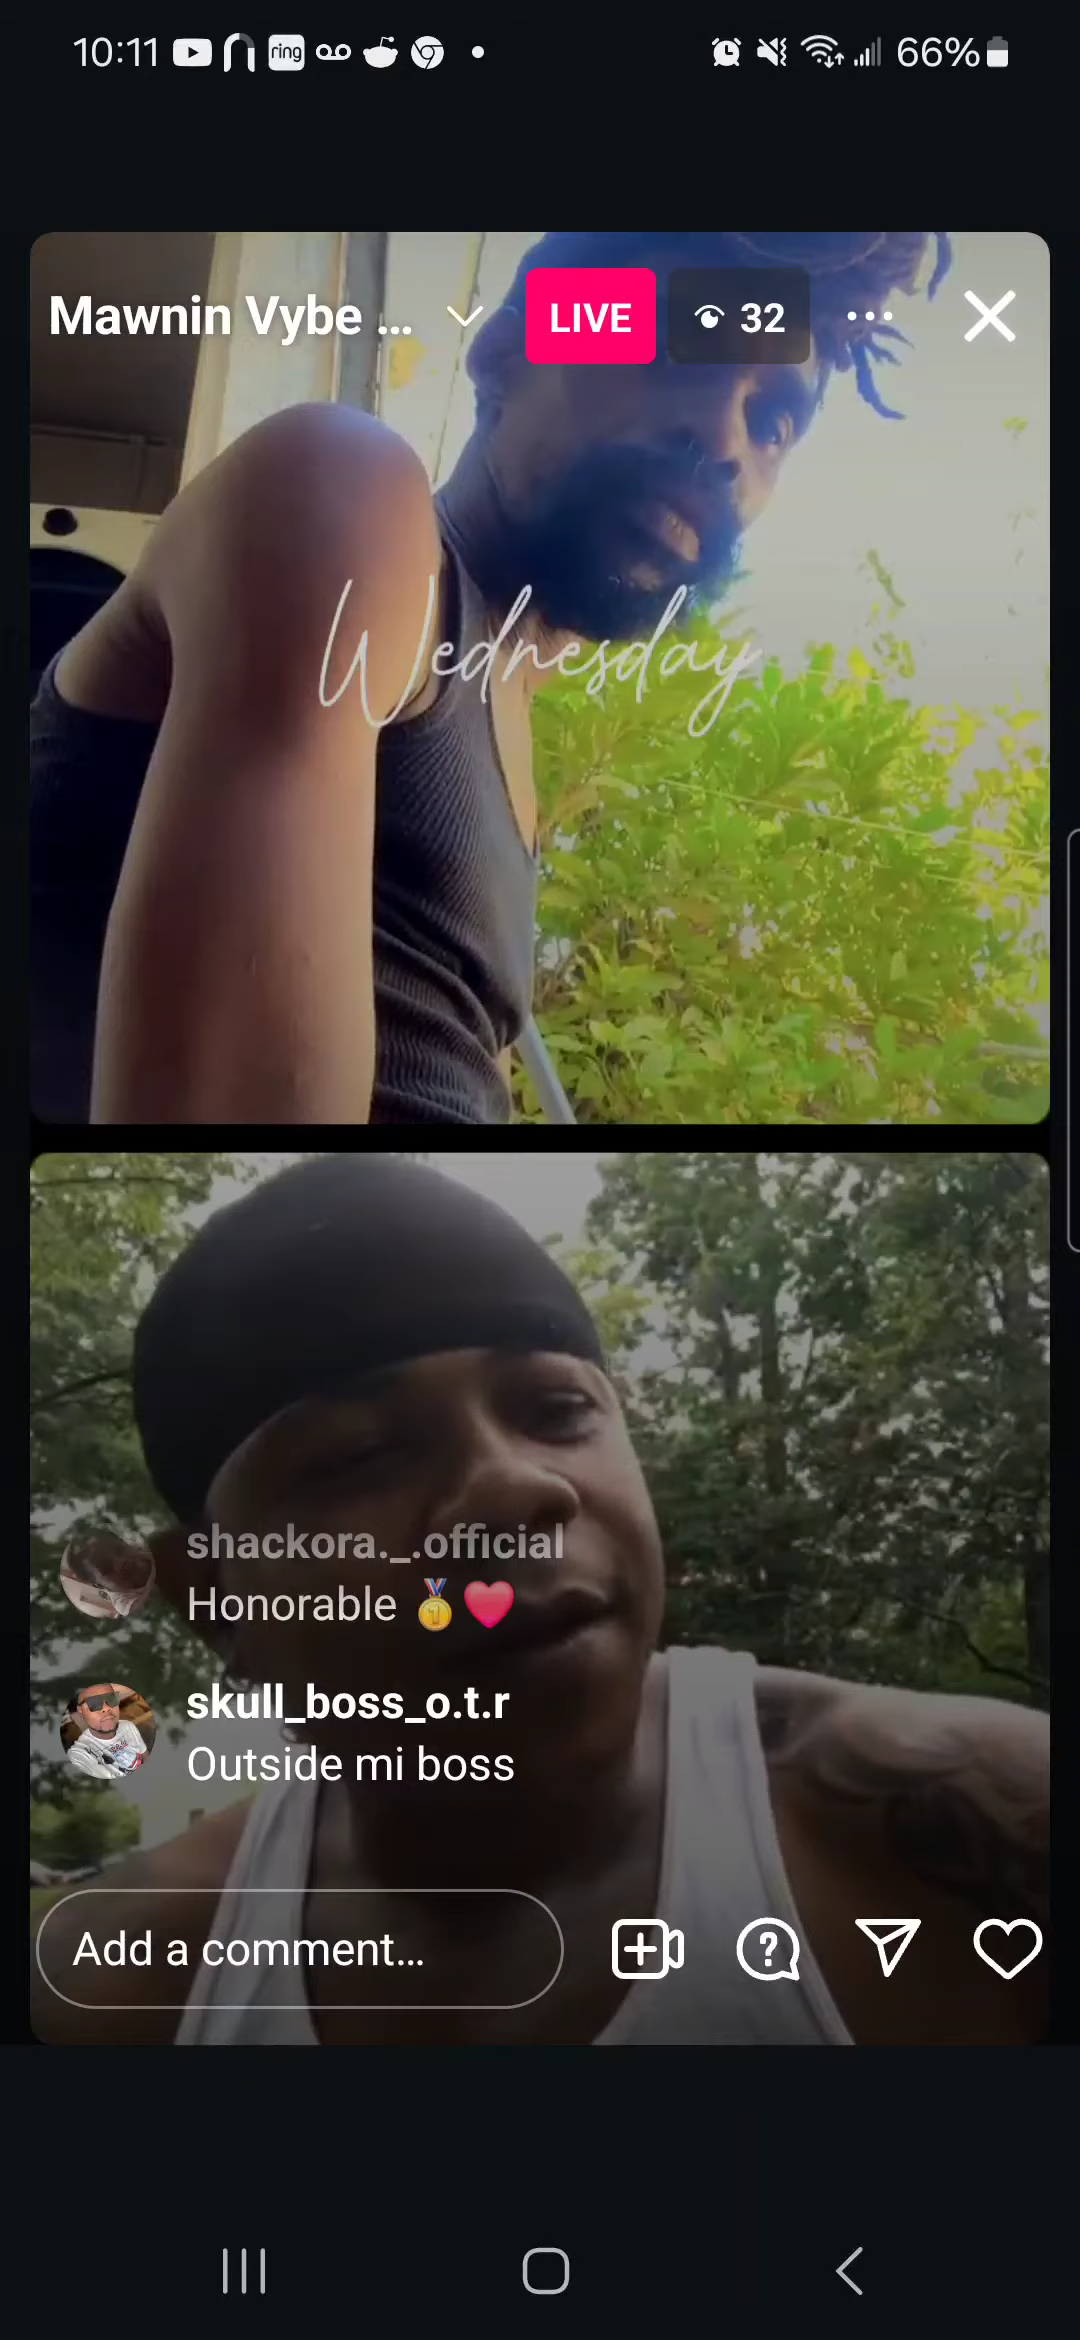 10:11
ring
66%
Mawnin Vybe ...
LIVE
32
Wednesday
shackora._.official
Honorable 🥇❤️
skull_boss_o.t.r
Outside mi boss
Add a comment...